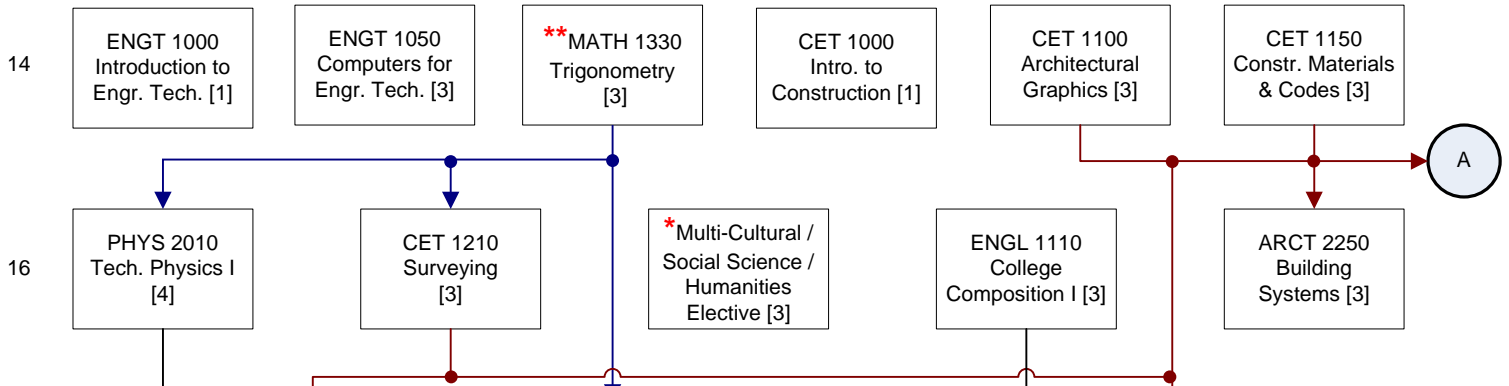 14
ENGT 1000
Introduction to
Engr. Tech. [1]
ENGT 1050
Computers for
Engr. Tech. [3]
**MATH 1330
Trigonometry
[3]
CET 1000
Intro. to
Construction [1]
CET 1100
Architectural
Graphics [3]
CET 1150
Constr. Materials
& Codes [3]
A
16
PHYS 2010
Tech. Physics I
[4]
CET 1210
Surveying
[3]
*Multi-Cultural /
Social Science /
Humanities
Elective [3]
ENGL 1110
College
Composition I [3]
ARCT 2250
Building
Systems [3]